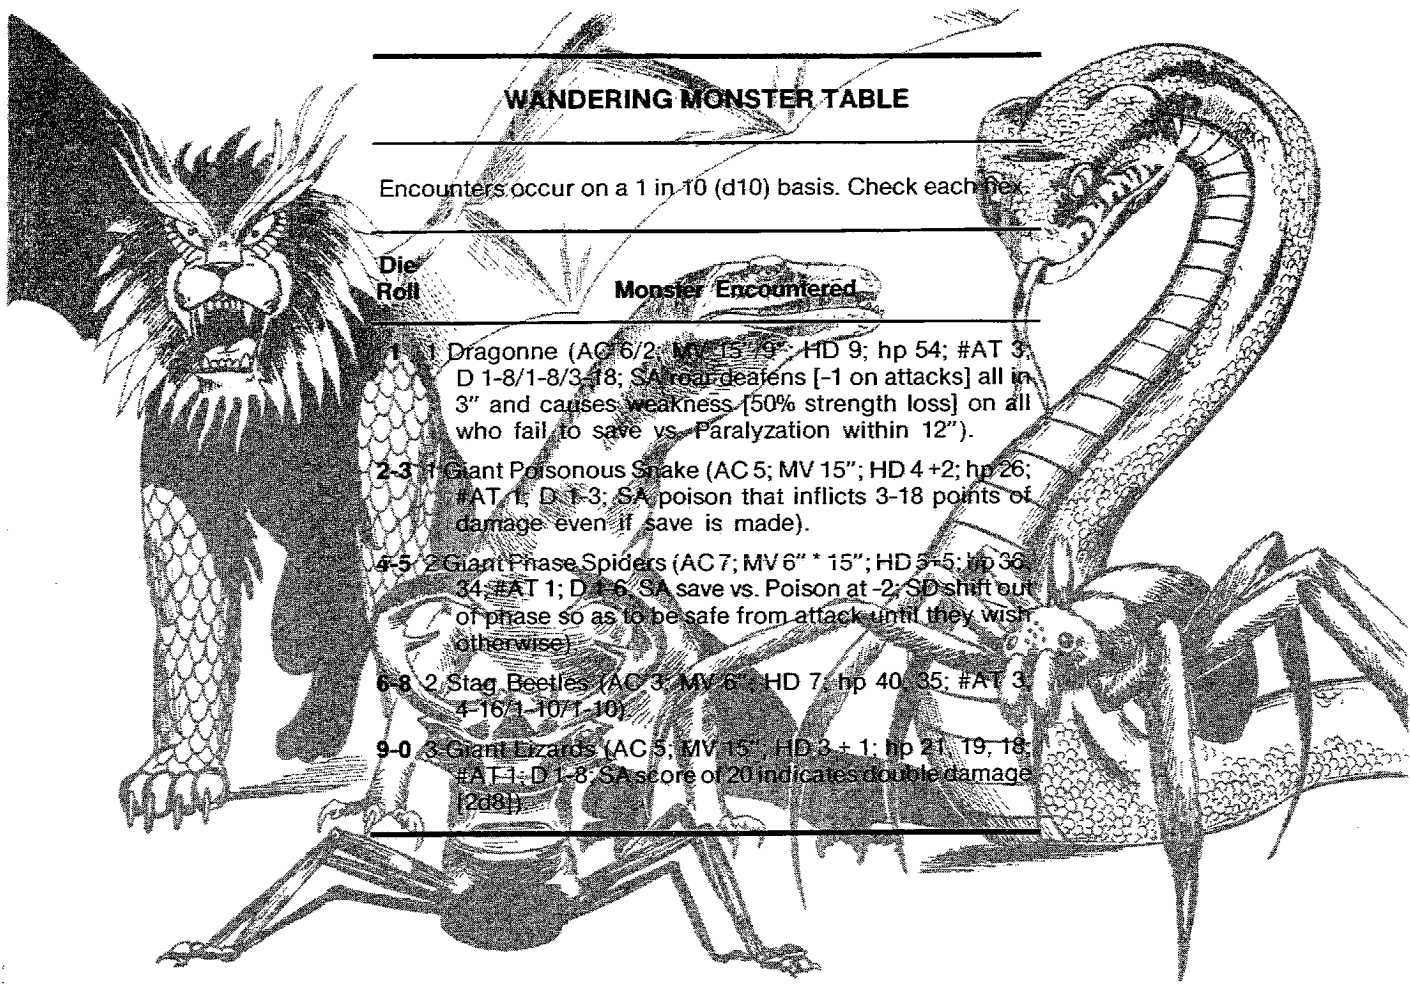 WANDERING MONSTER TABLE
Encounters occur on a 1 in 10 (d10) basis. Check each hex.
Die
Roll Monster Encountered
1 1 Dragonne (AC 6/2; MV 15"/9"; HD 9; hp 54; #AT 3;
D 1-8/1-8/3-18; SA roar deafens [-1 on attacks] all in
3" and causes weakness [50% strength loss] on all
who fail to save vs. Paralyzation within 12").
2-3 1 Giant Poisonous Snake (AC 5; MV 15"; HD 4 +2; hp 26;
#AT 1; D 1-3; SA poison that inflicts 3-18 points of
damage even if save is made).
4-5 2 Giant Phase Spiders (AC 7; MV 6" * 15"; HD 5+5; hp 36,
34; #AT 1; D 1-6; SA save vs. Poison at -2; SD shift out
of phase so as to be safe from attack until they wish
otherwise).
6-8 2 Stag Beetles (AC 3; MV 6"; HD 7; hp 40, 35; #AT 3,
4-16/1-10/1-10).
9-0 3 Giant Lizards (AC 5; MV 15"; HD 3 + 1; hp 21, 19, 18;
#AT 1; D 1-8; SA score of 20 indicates double damage
[2d8]).